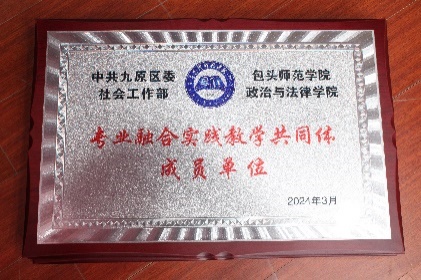 中共九原区委 包头师范学院
社会工作部 政治与法律学院
专业融合实践教学共同体
成员单位
2024年3月